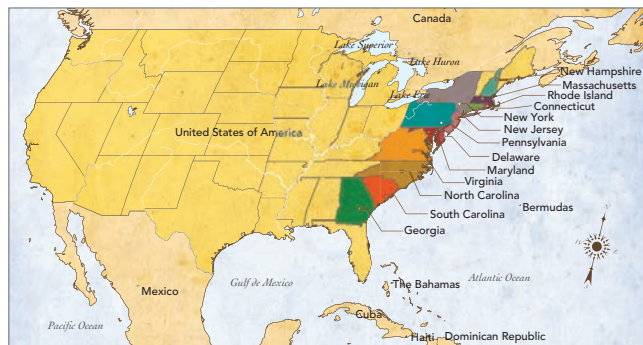 Canada
Lake Superior
Lake Huron
Lake Michigan
Lake Erie
New Hampshire
Massachusetts
Rhode Island
Connecticut
New York
New Jersey
Pennsylvania
Delaware
Maryland
Virginia
North Carolina
South Carolina
Georgia
United States of America
Bermudas
Mexico
Gulf de Mexico
The Bahamas
Atlantic Ocean
Pacific Ocean
Cuba
Haiti
Dominican Republic